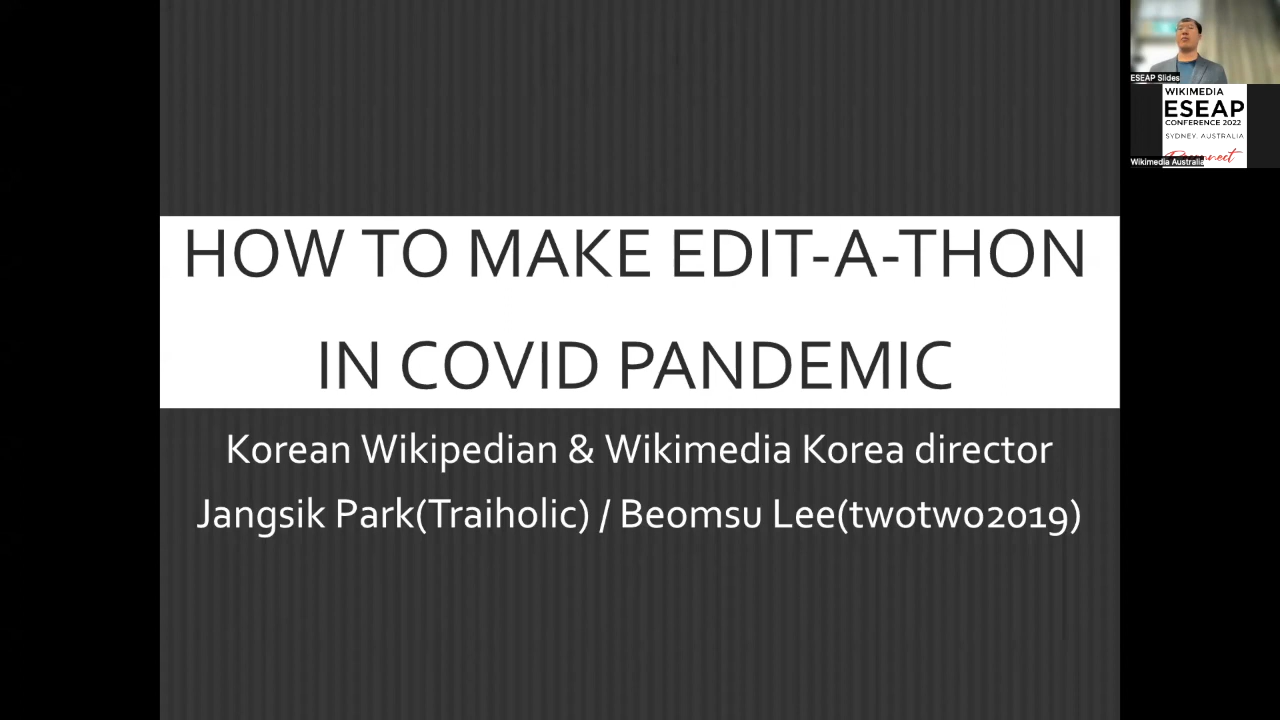 HOW TO MAKE EDIT-A-THON
IN COVID PANDEMIC
Korean Wikipedian & Wikimedia Korea director
Jangsik Park(Traiholic) / Beomsu Lee(twotwo2019)
ESEAP Slides
WIKIMEDIA
ESEAP
CONFERENCE 2022
SYDNEY, AUSTRALIA
Wikimedia Australia